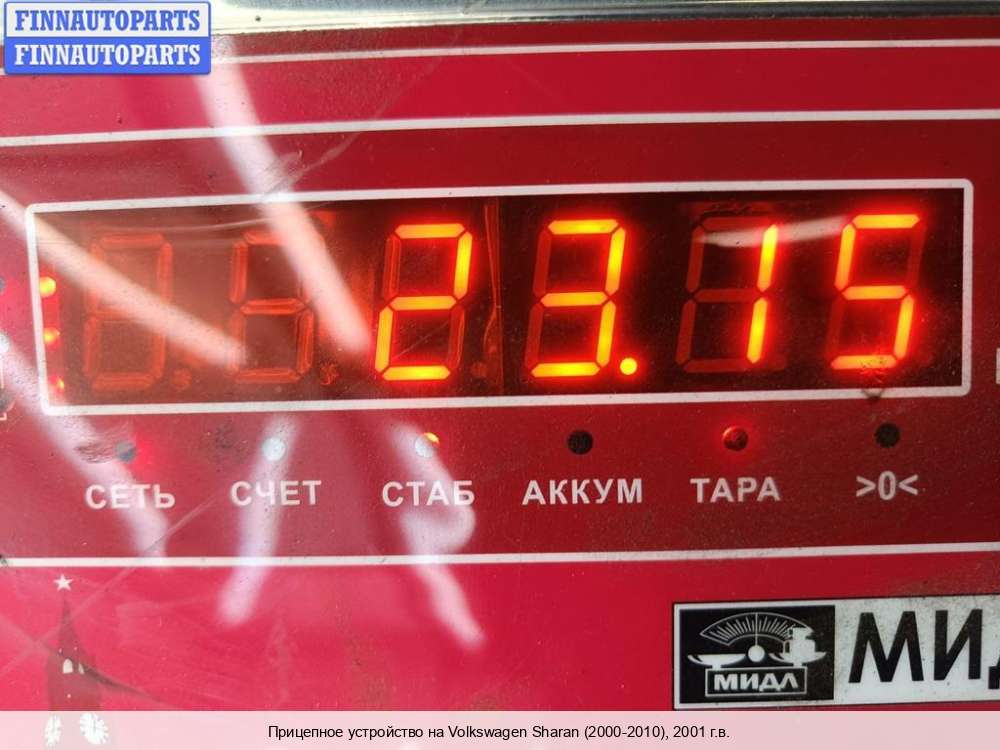 FINNAUTOPARTS
FINNAUTOPARTS
23.15
СЕТЬ СЧЕТ СТАБ АККУМ ТАРА >0<
МИДЛ
Прицепное устройство на Volkswagen Sharan (2000-2010), 2001 г.в.